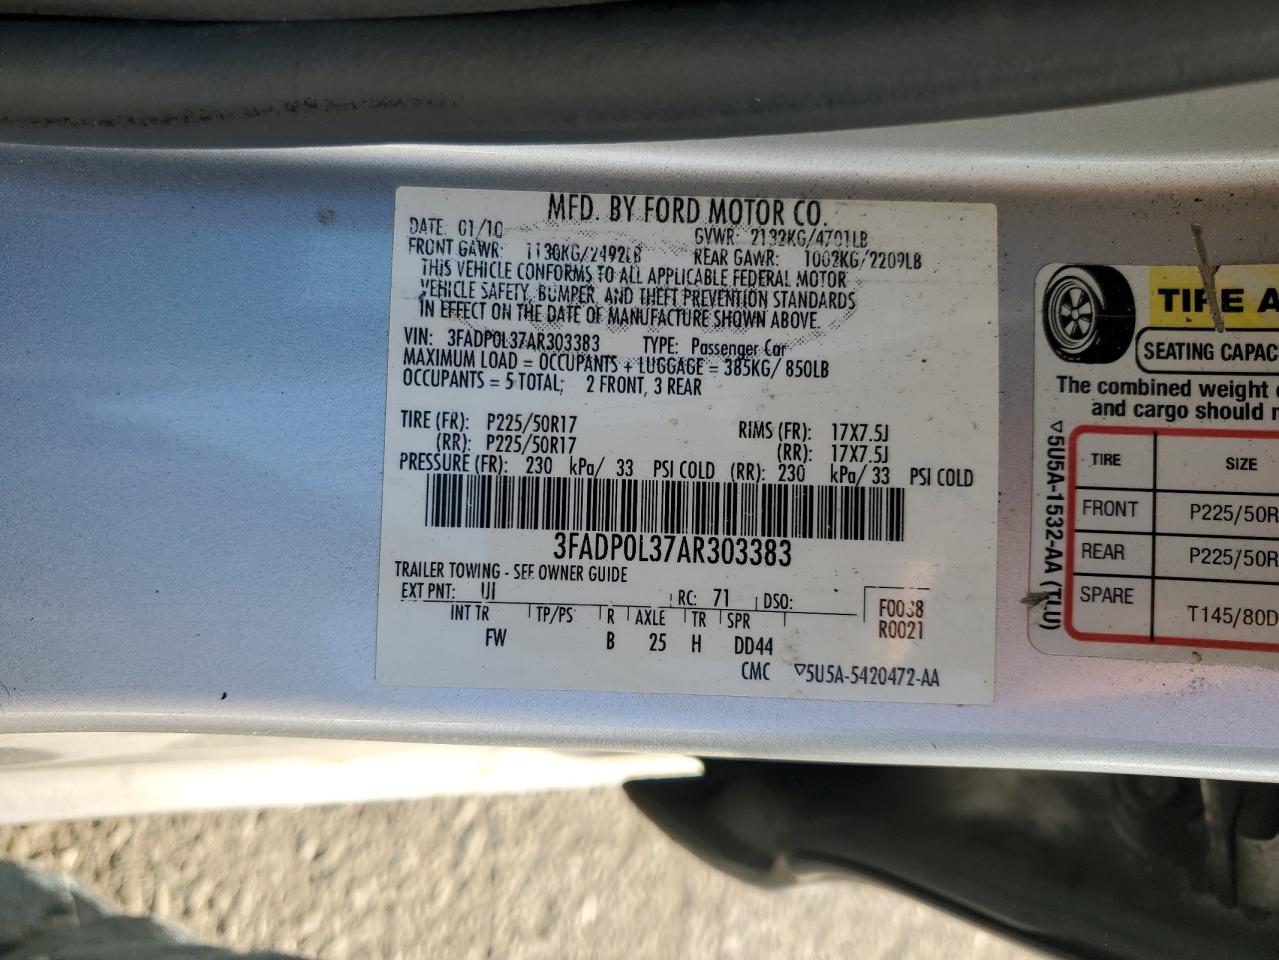 MFD. BY FORD MOTOR CO.
DATE: 01/10 GVWR: 2132KG/4701LB
FRONT GAWR: 1130KG/2492LB REAR GAWR: 1002KG/2209LB
THIS VEHICLE CONFORMS TO ALL APPLICABLE FEDERAL MOTOR
VEHICLE SAFETY, BUMPER, AND THEFT PREVENTION STANDARDS
IN EFFECT ON THE DATE OF MANUFACTURE SHOWN ABOVE.
VIN: 3FADP0L37AR303383 TYPE: Passenger Car
MAXIMUM LOAD = OCCUPANTS + LUGGAGE = 385KG/ 850LB
OCCUPANTS = 5 TOTAL; 2 FRONT, 3 REAR
TIRE (FR): P225/50R17 RIMS (FR): 17X7.5J
(RR): P225/50R17 (RR): 17X7.5J
PRESSURE (FR): 230 kPa/ 33 PSI COLD (RR): 230 kPa/ 33 PSI COLD
3FADP0L37AR303383
TRAILER TOWING - SEE OWNER GUIDE
EXT PNT: UI RC: 71 DSO: F0038
INT TR TP/PS R AXLE TR SPR R0021
FW B 25 H DD44
CMC ▽5U5A-5420472-AA
TIRE A
SEATING CAPAC
The combined weight
and cargo should
▽5U5A-1532-AA (TLU)
TIRE SIZE
FRONT P225/50R
REAR P225/50R
SPARE T145/80D